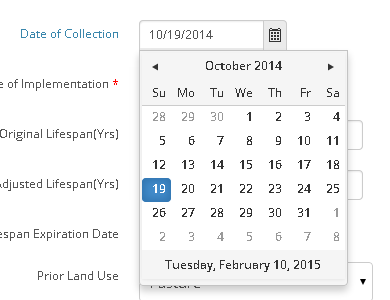 Date of Collection 10/19/2014
October 2014
e of Implementation *
Su Mo Tu We Th Fr Sa
28 29 30 1 2 3 4
Original Lifespan(Yrs) 5 6 7 8 9 10 11
12 13 14 15 16 17 18
Adjusted Lifespan(Yrs) 19 20 21 22 23 24 25
26 27 28 29 30 31 1
espan Expiration Date 2 3 4 5 6 7 8
Tuesday, February 10, 2015
Prior Land Use Pasture